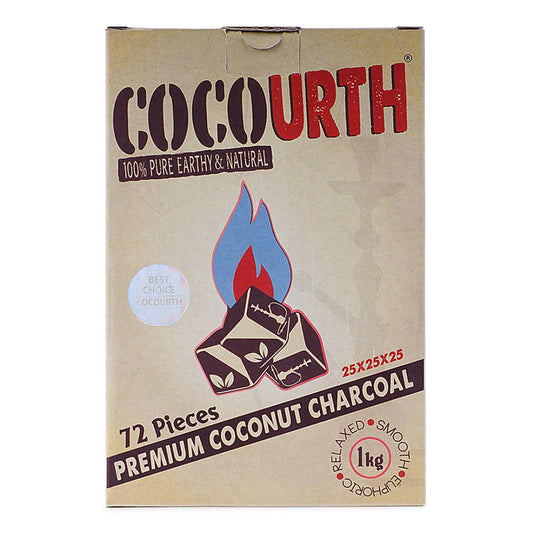 COCOURTH®
100% PURE EARTHY & NATURAL
BEST
CHOICE
COCOURTH
25X25X25
72 Pieces
PREMIUM COCONUT CHARCOAL
RELAXED • SMOOTH • EUPHORIC •
1kg